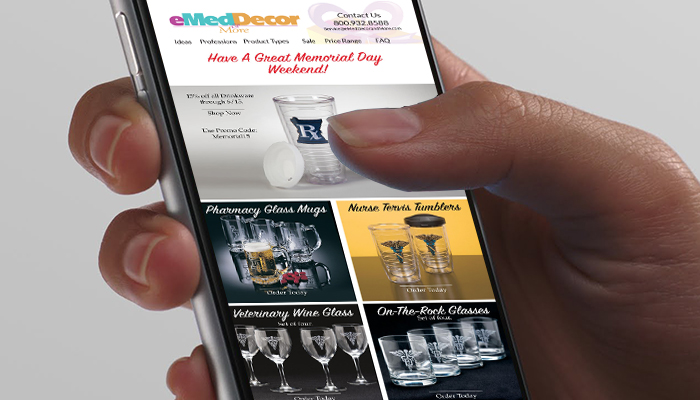 eMedDecor
& More
Contact Us
800.932.8588
Ideas Professions Product Types Sale Price Range FAQ
Have A Great Memorial Day
Weekend!
15% off all Drinkware
through 6/15.
Shop Now
Use Promo Code:
Memorial15
Rx
Pharmacy Glass Mugs
Order Today
Nurse Tervis Tumblers
Order Today
Veterinary Wine Glass
Set of four
Order Today
On-The-Rock Glasses
Set of four.
Order Today